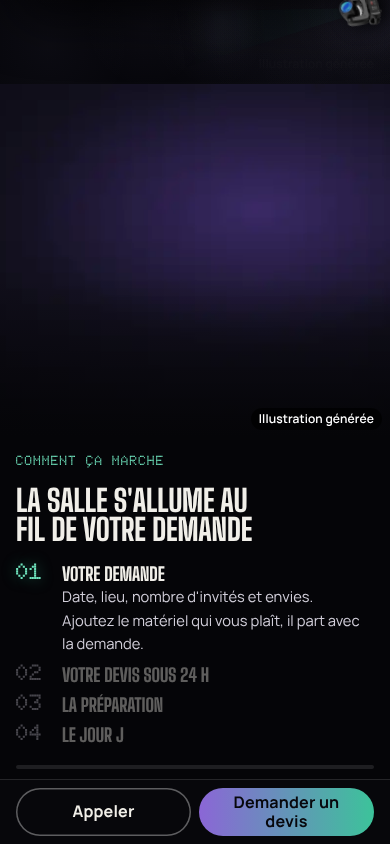 Illustration générée
COMMENT ÇA MARCHE
LA SALLE S'ALLUME AU
FIL DE VOTRE DEMANDE
01 VOTRE DEMANDE
Date, lieu, nombre d'invités et envies.
Ajoutez le matériel qui vous plaît, il part avec
la demande.
02 VOTRE DEVIS SOUS 24 H
03 LA PRÉPARATION
04 LE JOUR J
Appeler
Demander un
devis